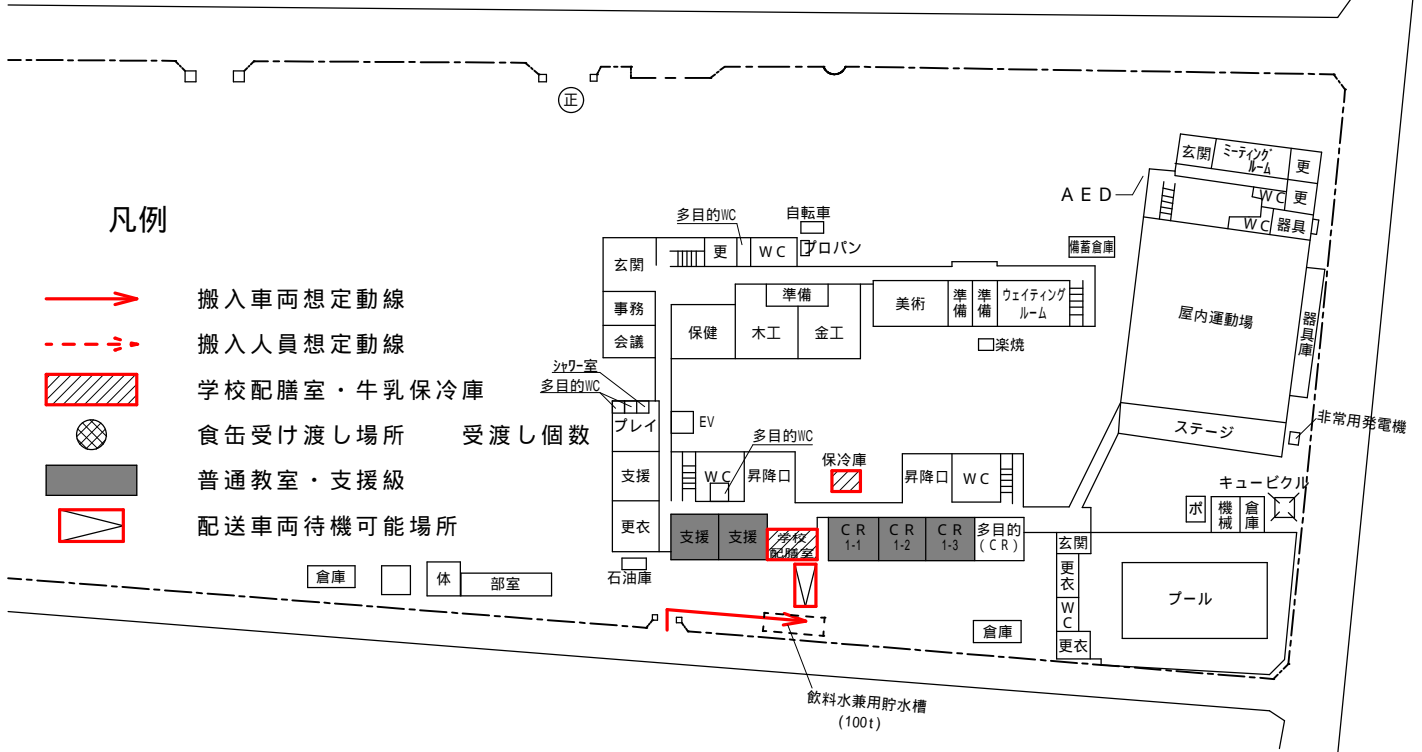 正
凡例
搬入車両想定動線
搬入人員想定動線
学校配膳室・牛乳保冷庫
食缶受け渡し場所　受渡し個数
普通教室・支援級
配送車両待機可能場所
玄関
ミーティングルーム
更
更
WC
WC
器具
AED
屋内運動場
器具庫
ステージ
非常用発電機
備蓄倉庫
多目的WC
自転車
プロパン
玄関
更
WC
事務
会議
保健
準備
木工
金工
美術
準備
準備
ウェイティング
ルーム
楽焼
シャワー室
多目的WC
プレイ
EV
支援
更衣
石油庫
多目的WC
WC
昇降口
保冷庫
昇降口
WC
支援
支援
学校
配膳室
CR
1-1
CR
1-2
CR
1-3
多目的
(CR)
キュービクル
ポ
機械
倉庫
玄関
更衣
WC
更衣
プール
倉庫
体
部室
倉庫
飲料水兼用貯水槽
(100t)